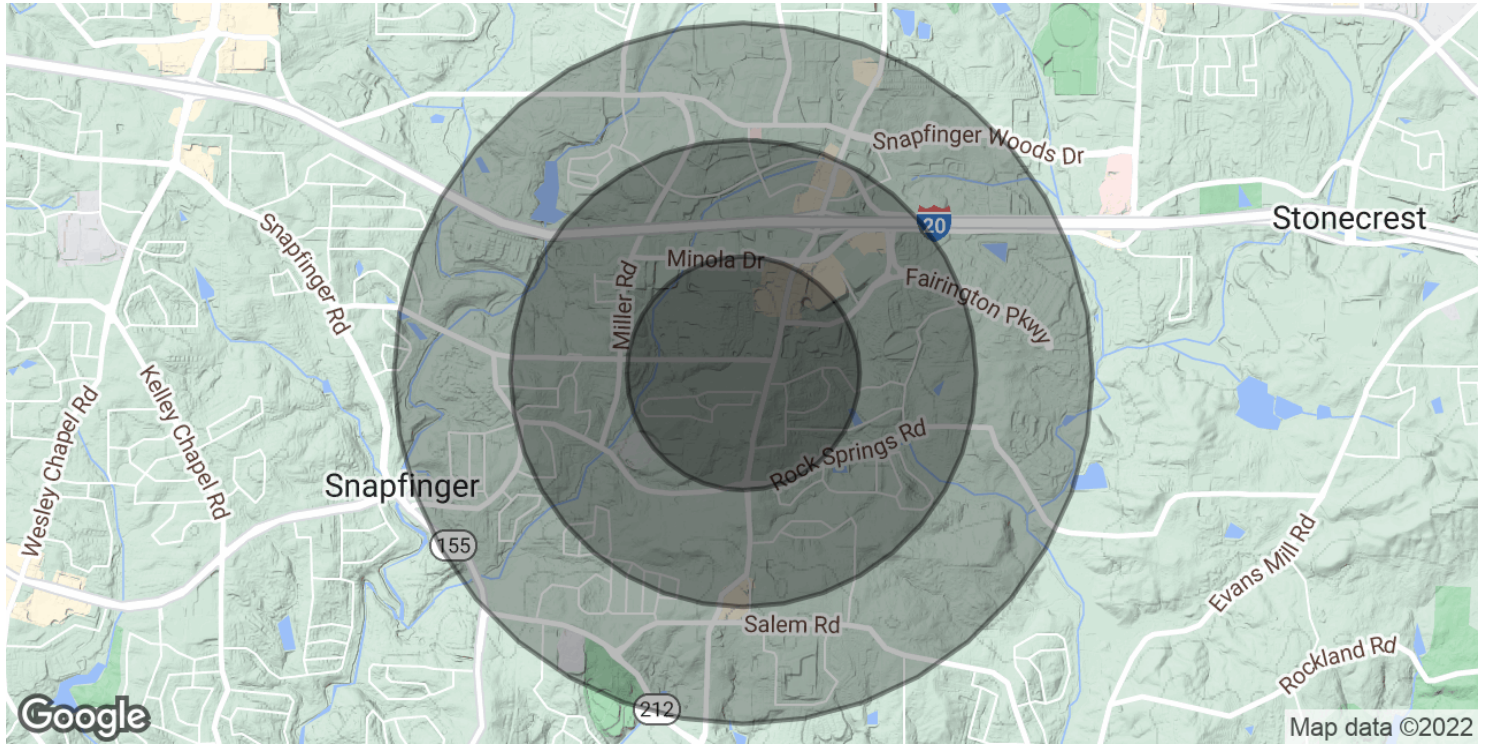 Snapfinger Woods Dr
20
Stonecrest
Snapfinger Rd
Minola Dr
Miller Rd
Fairington Pkwy
Wesley Chapel Rd
Kelley Chapel Rd
Rock Springs Rd
Snapfinger
155
Evans Mill Rd
Salem Rd
Rockland Rd
212
Google
Map data ©2022